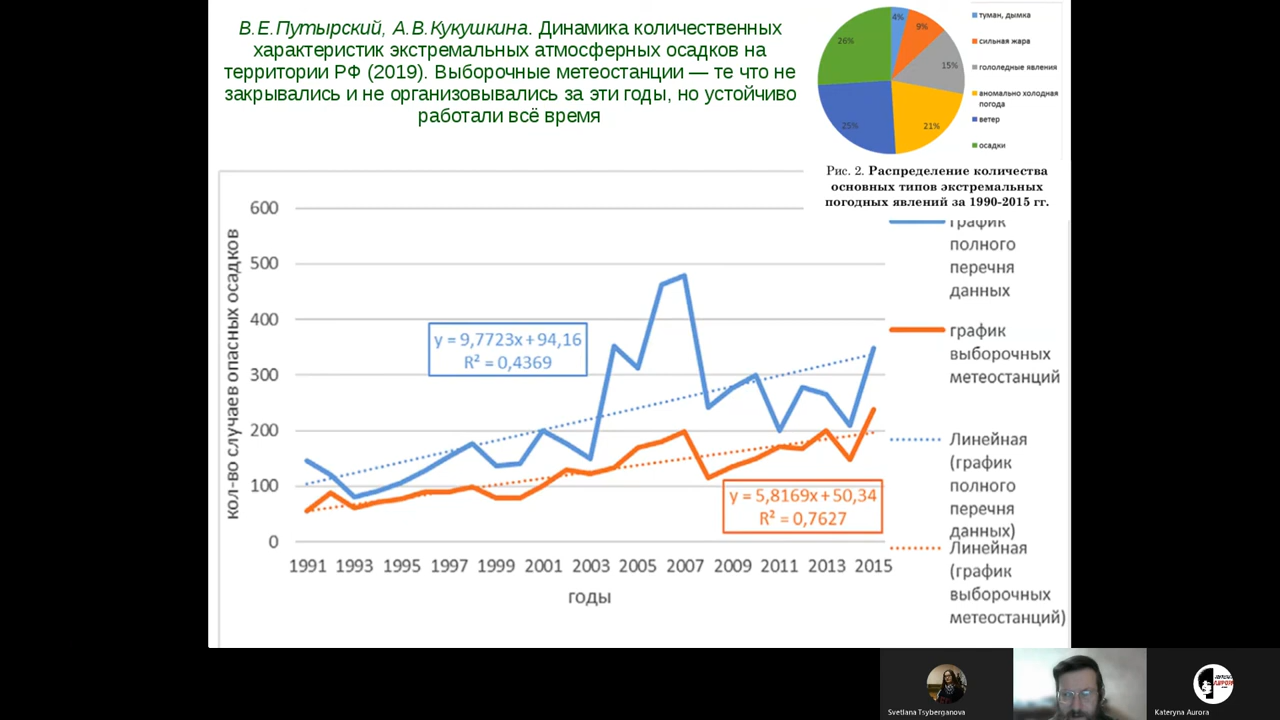 В.Е.Путырский, А.В.Кукушкина. Динамика количественных
характеристик экстремальных атмосферных осадков на
территории РФ (2019). Выборочные метеостанции — те что не
закрывались и не организовывались за эти годы, но устойчиво
работали всё время
4%
9%
15%
21%
25%
26%
туман, дымка
сильная жара
гололедные явления
аномально холодная
погода
ветер
осадки
Рис. 2. Распределение количества
основных типов экстремальных
погодных явлений за 1990-2015 гг.
кол-во случаев опасных осадков
600
500
400
300
200
100
0
y = 9,7723x + 94,16
R² = 0,4369
y = 5,8169x + 50,34
R² = 0,7627
1991 1993 1995 1997 1999 2001 2003 2005 2007 2009 2011 2013 2015
годы
график
полного
перечня
данных
график
выборочных
метеостанций
Линейная
(график
полного
перечня
данных)
Линейная
(график
выборочных
метеостанций)
Svetlana Tsyberganova
Kateryna Aurora